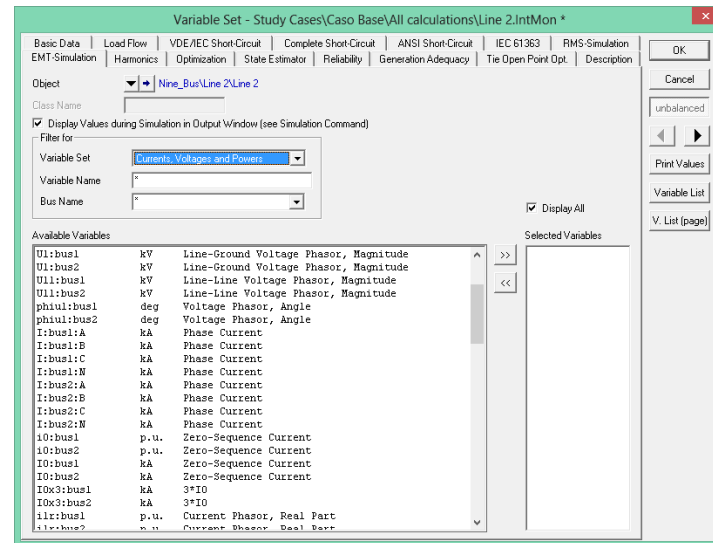 Variable Set - Study Cases\Caso Base\All calculations\Line 2.IntMon *
Basic Data Load Flow VDE/IEC Short-Circuit Complete Short-Circuit ANSI Short-Circuit IEC 61363 RMS-Simulation
EMT-Simulation Harmonics Optimization State Estimator Reliability Generation Adequacy Tie Open Point Opt. Description
OK
Cancel
unbalanced
Print Values
Variable List
V. List (page)
Object Nine_Bus\Line 2\Line 2
Class Name
Display Values during Simulation in Output Window (see Simulation Command)
Filter for
Variable Set Currents, Voltages and Powers
Variable Name *
Bus Name *
Display All
Available Variables
Selected Variables
>>
<<
U1:bus1 kV Line-Ground Voltage Phasor, Magnitude
U1:bus2 kV Line-Ground Voltage Phasor, Magnitude
U1l:bus1 kV Line-Line Voltage Phasor, Magnitude
U1l:bus2 kV Line-Line Voltage Phasor, Magnitude
phiu1:bus1 deg Voltage Phasor, Angle
phiu1:bus2 deg Voltage Phasor, Angle
I:bus1:A kA Phase Current
I:bus1:B kA Phase Current
I:bus1:C kA Phase Current
I:bus1:N kA Phase Current
I:bus2:A kA Phase Current
I:bus2:B kA Phase Current
I:bus2:C kA Phase Current
I:bus2:N kA Phase Current
i0:bus1 p.u. Zero-Sequence Current
i0:bus2 p.u. Zero-Sequence Current
I0:bus1 kA Zero-Sequence Current
I0:bus2 kA Zero-Sequence Current
I0x3:bus1 kA 3*I0
I0x3:bus2 kA 3*I0
i1r:bus1 p.u. Current Phasor, Real Part
i1r:bus2 p.u. Current Phasor, Real Part